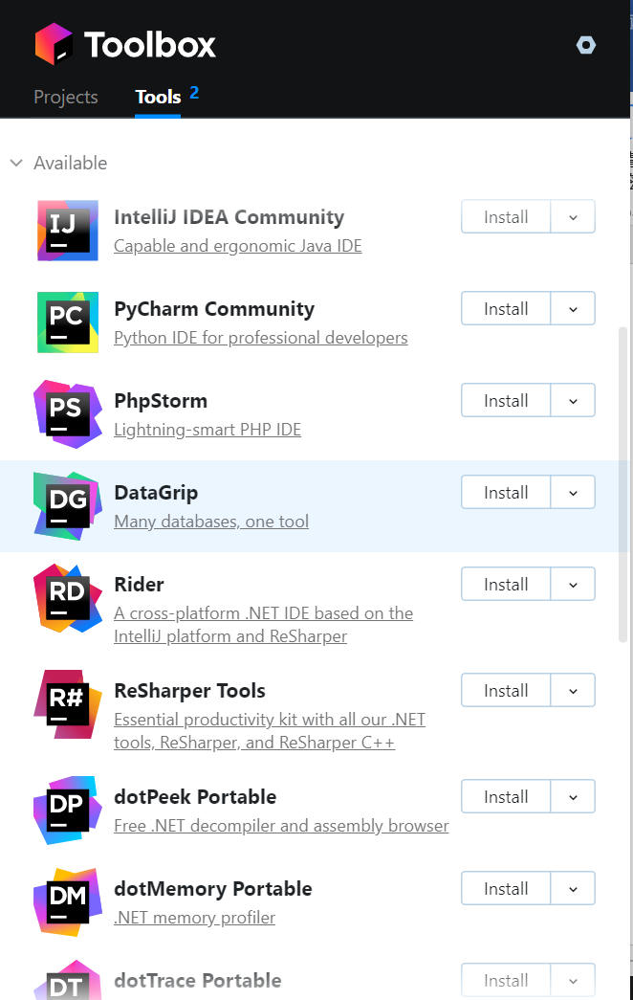 Toolbox
Projects
Tools 2
Available
IJ
IntelliJ IDEA Community
Install
Capable and ergonomic Java IDE
PC
PyCharm Community
Install
Python IDE for professional developers
PS
PhpStorm
Install
Lightning-smart PHP IDE
DG
DataGrip
Install
Many databases, one tool
RD
Rider
Install
A cross-platform .NET IDE based on the
IntelliJ platform and ReSharper
R#
ReSharper Tools
Install
Essential productivity kit with all our .NET
tools, ReSharper, and ReSharper C++
DP
dotPeek Portable
Install
Free .NET decompiler and assembly browser
DM
dotMemory Portable
Install
.NET memory profiler
DT
dotTrace Portable
Install